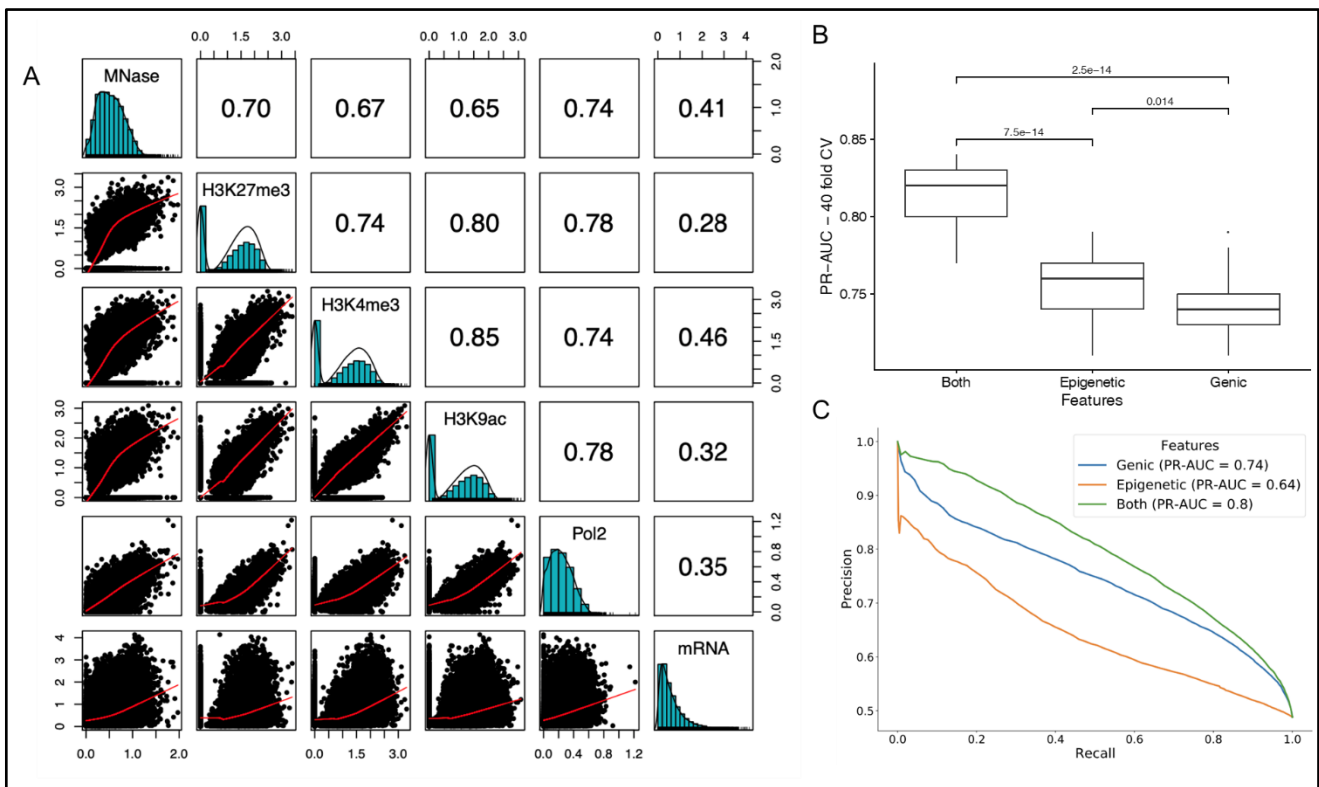 A
0.0 1.5 3.0
0.0 1.5 3.0
0 1 2 3 4
MNase
0.70
0.67
0.65
0.74
0.41
0.0 1.0 2.0
0.0 1.5 3.0
H3K27me3
0.74
0.80
0.78
0.28
H3K4me3
0.85
0.74
0.46
0.0 1.5 3.0
0.0 1.5 3.0
H3K9ac
0.78
0.32
Pol2
0.35
0.0 0.4 0.8 1.2
0 1 2 3 4
mRNA
0.0 1.0 2.0
0.0 1.5 3.0
0.0 0.4 0.8 1.2
B
PR-AUC – 40 fold CV
0.85
0.80
0.75
2.5e-14
0.014
7.5e-14
Both Epigenetic Genic
Features
C
Precision
1.0
0.9
0.8
0.7
0.6
0.5
Features
Genic (PR-AUC = 0.74)
Epigenetic (PR-AUC = 0.64)
Both (PR-AUC = 0.8)
0.0 0.2 0.4 0.6 0.8 1.0
Recall